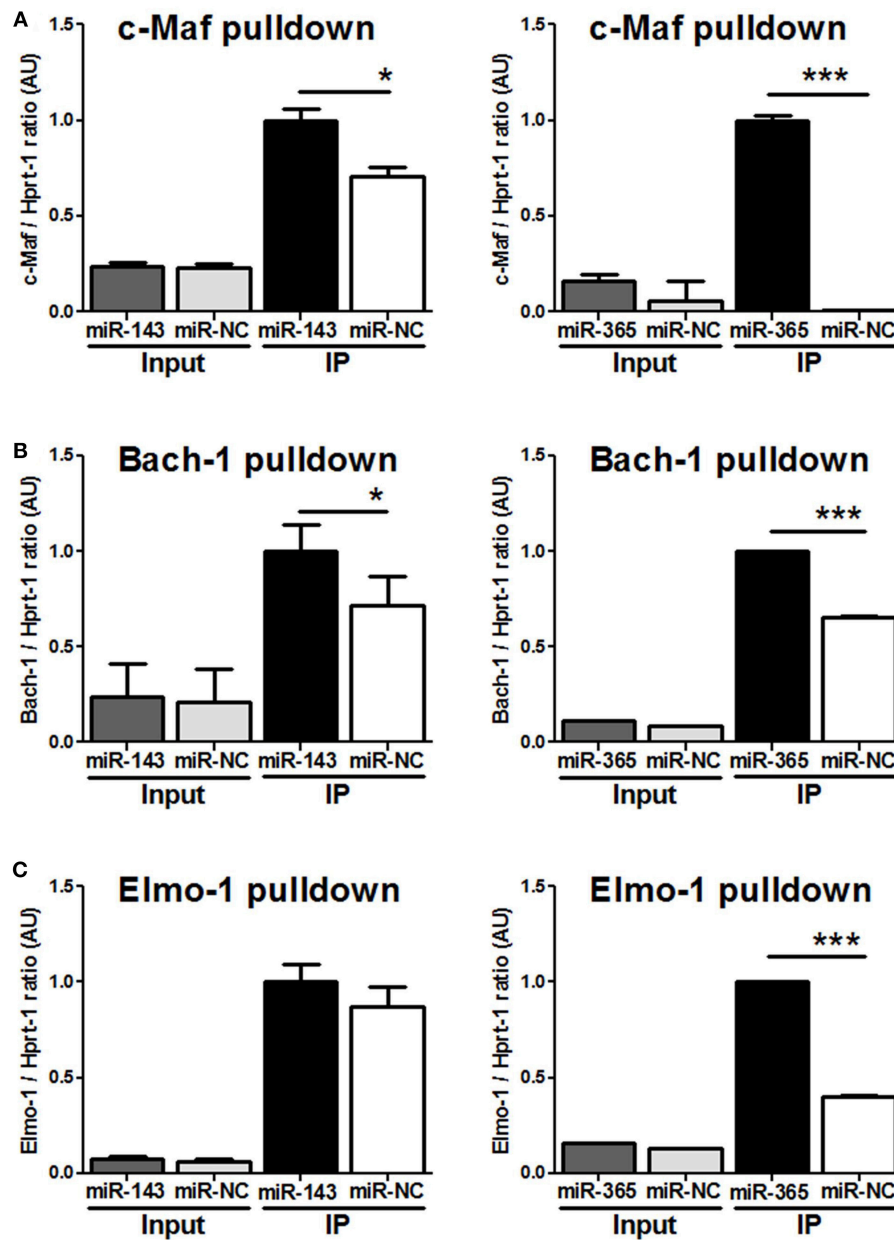 A
c-Maf pulldown
c-Maf / Hprt-1 ratio (AU)
1.5
1.0
0.5
0.0
*
miR-143 miR-NC miR-143 miR-NC
Input IP
c-Maf pulldown
c-Maf / Hprt-1 ratio (AU)
1.5
1.0
0.5
0.0
***
miR-365 miR-NC miR-365 miR-NC
Input IP
B
Bach-1 pulldown
Bach-1 / Hprt-1 ratio (AU)
1.5
1.0
0.5
0.0
*
miR-143 miR-NC miR-143 miR-NC
Input IP
Bach-1 pulldown
Bach-1 / Hprt-1 ratio (AU)
1.5
1.0
0.5
0.0
***
miR-365 miR-NC miR-365 miR-NC
Input IP
C
Elmo-1 pulldown
Elmo-1 / Hprt-1 ratio (AU)
1.5
1.0
0.5
0.0
miR-143 miR-NC miR-143 miR-NC
Input IP
Elmo-1 pulldown
Elmo-1 / Hprt-1 ratio (AU)
1.5
1.0
0.5
0.0
***
miR-365 miR-NC miR-365 miR-NC
Input IP